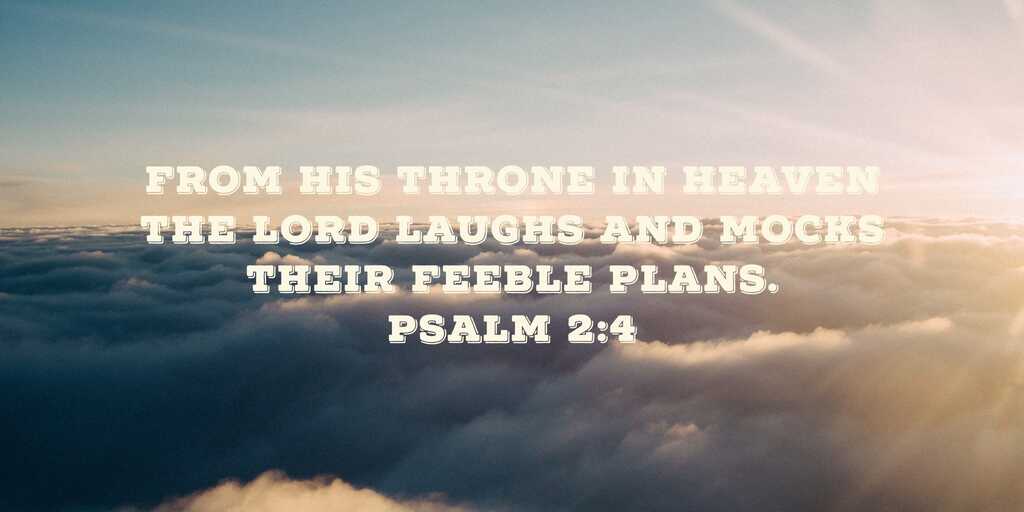 FROM HIS THRONE IN HEAVEN
THE LORD LAUGHS AND MOCKS
THEIR FEEBLE PLANS.
PSALM 2:4